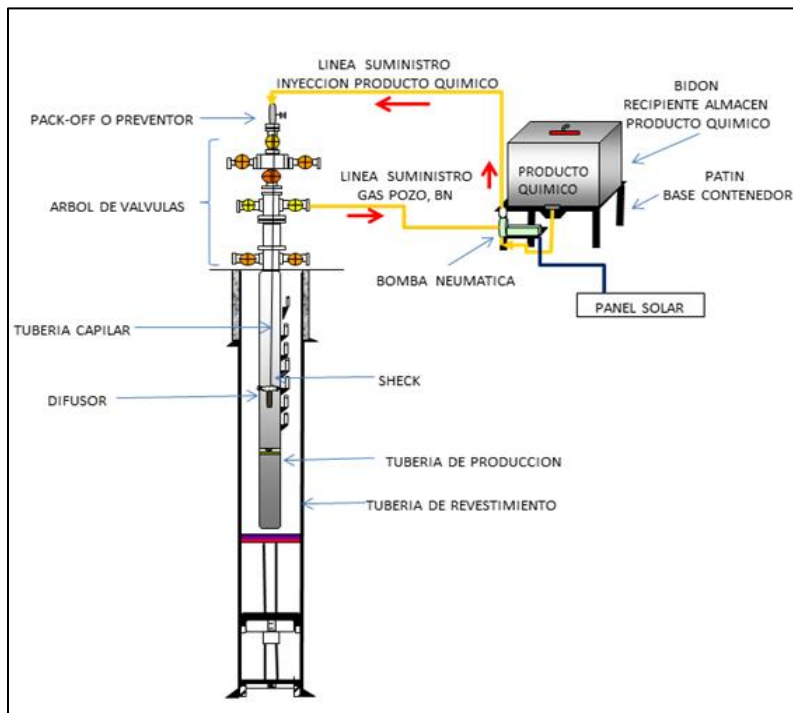 LINEA SUMINISTRO
INYECCION PRODUCTO QUIMICO
BIDON
RECIPIENTE ALMACEN
PRODUCTO QUIMICO
PACK-OFF O PREVENTOR
LINEA SUMINISTRO
GAS POZO, BN
PRODUCTO
QUIMICO
PATIN
BASE CONTENEDOR
ARBOL DE VALVULAS
BOMBA NEUMATICA
PANEL SOLAR
TUBERIA CAPILAR
SHECK
DIFUSOR
TUBERIA DE PRODUCCION
TUBERIA DE REVESTIMIENTO